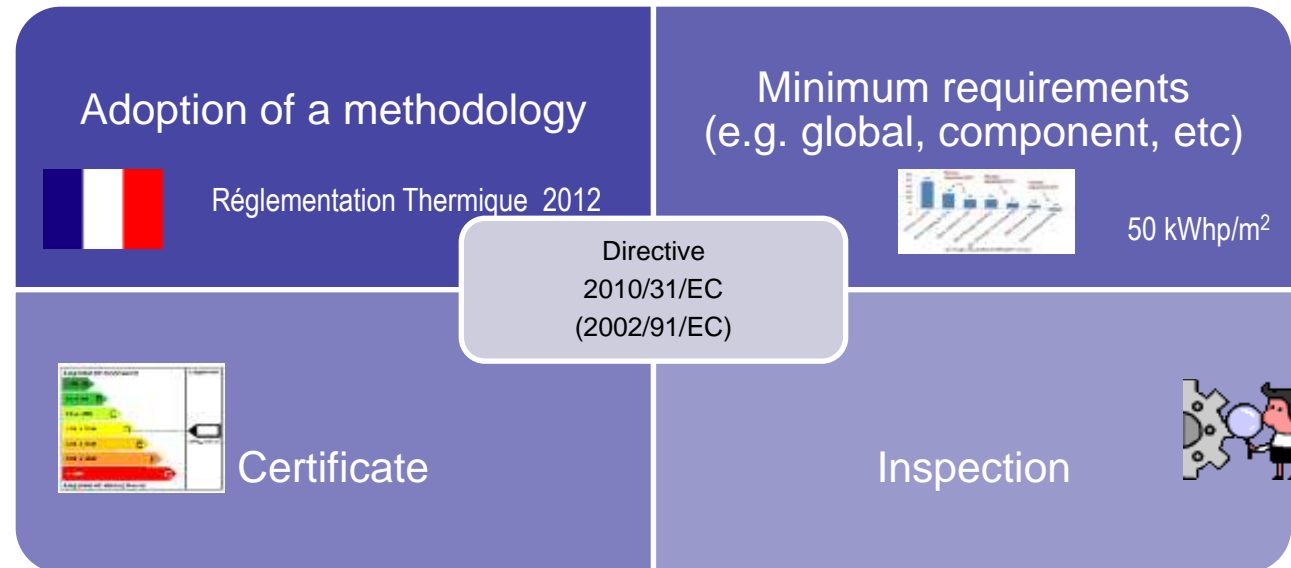 Adoption of a methodology
Réglementation Thermique 2012
Minimum requirements
(e.g. global, component, etc)
50 kWhp/m²
Directive
2010/31/EC
(2002/91/EC)
Certificate
Inspection